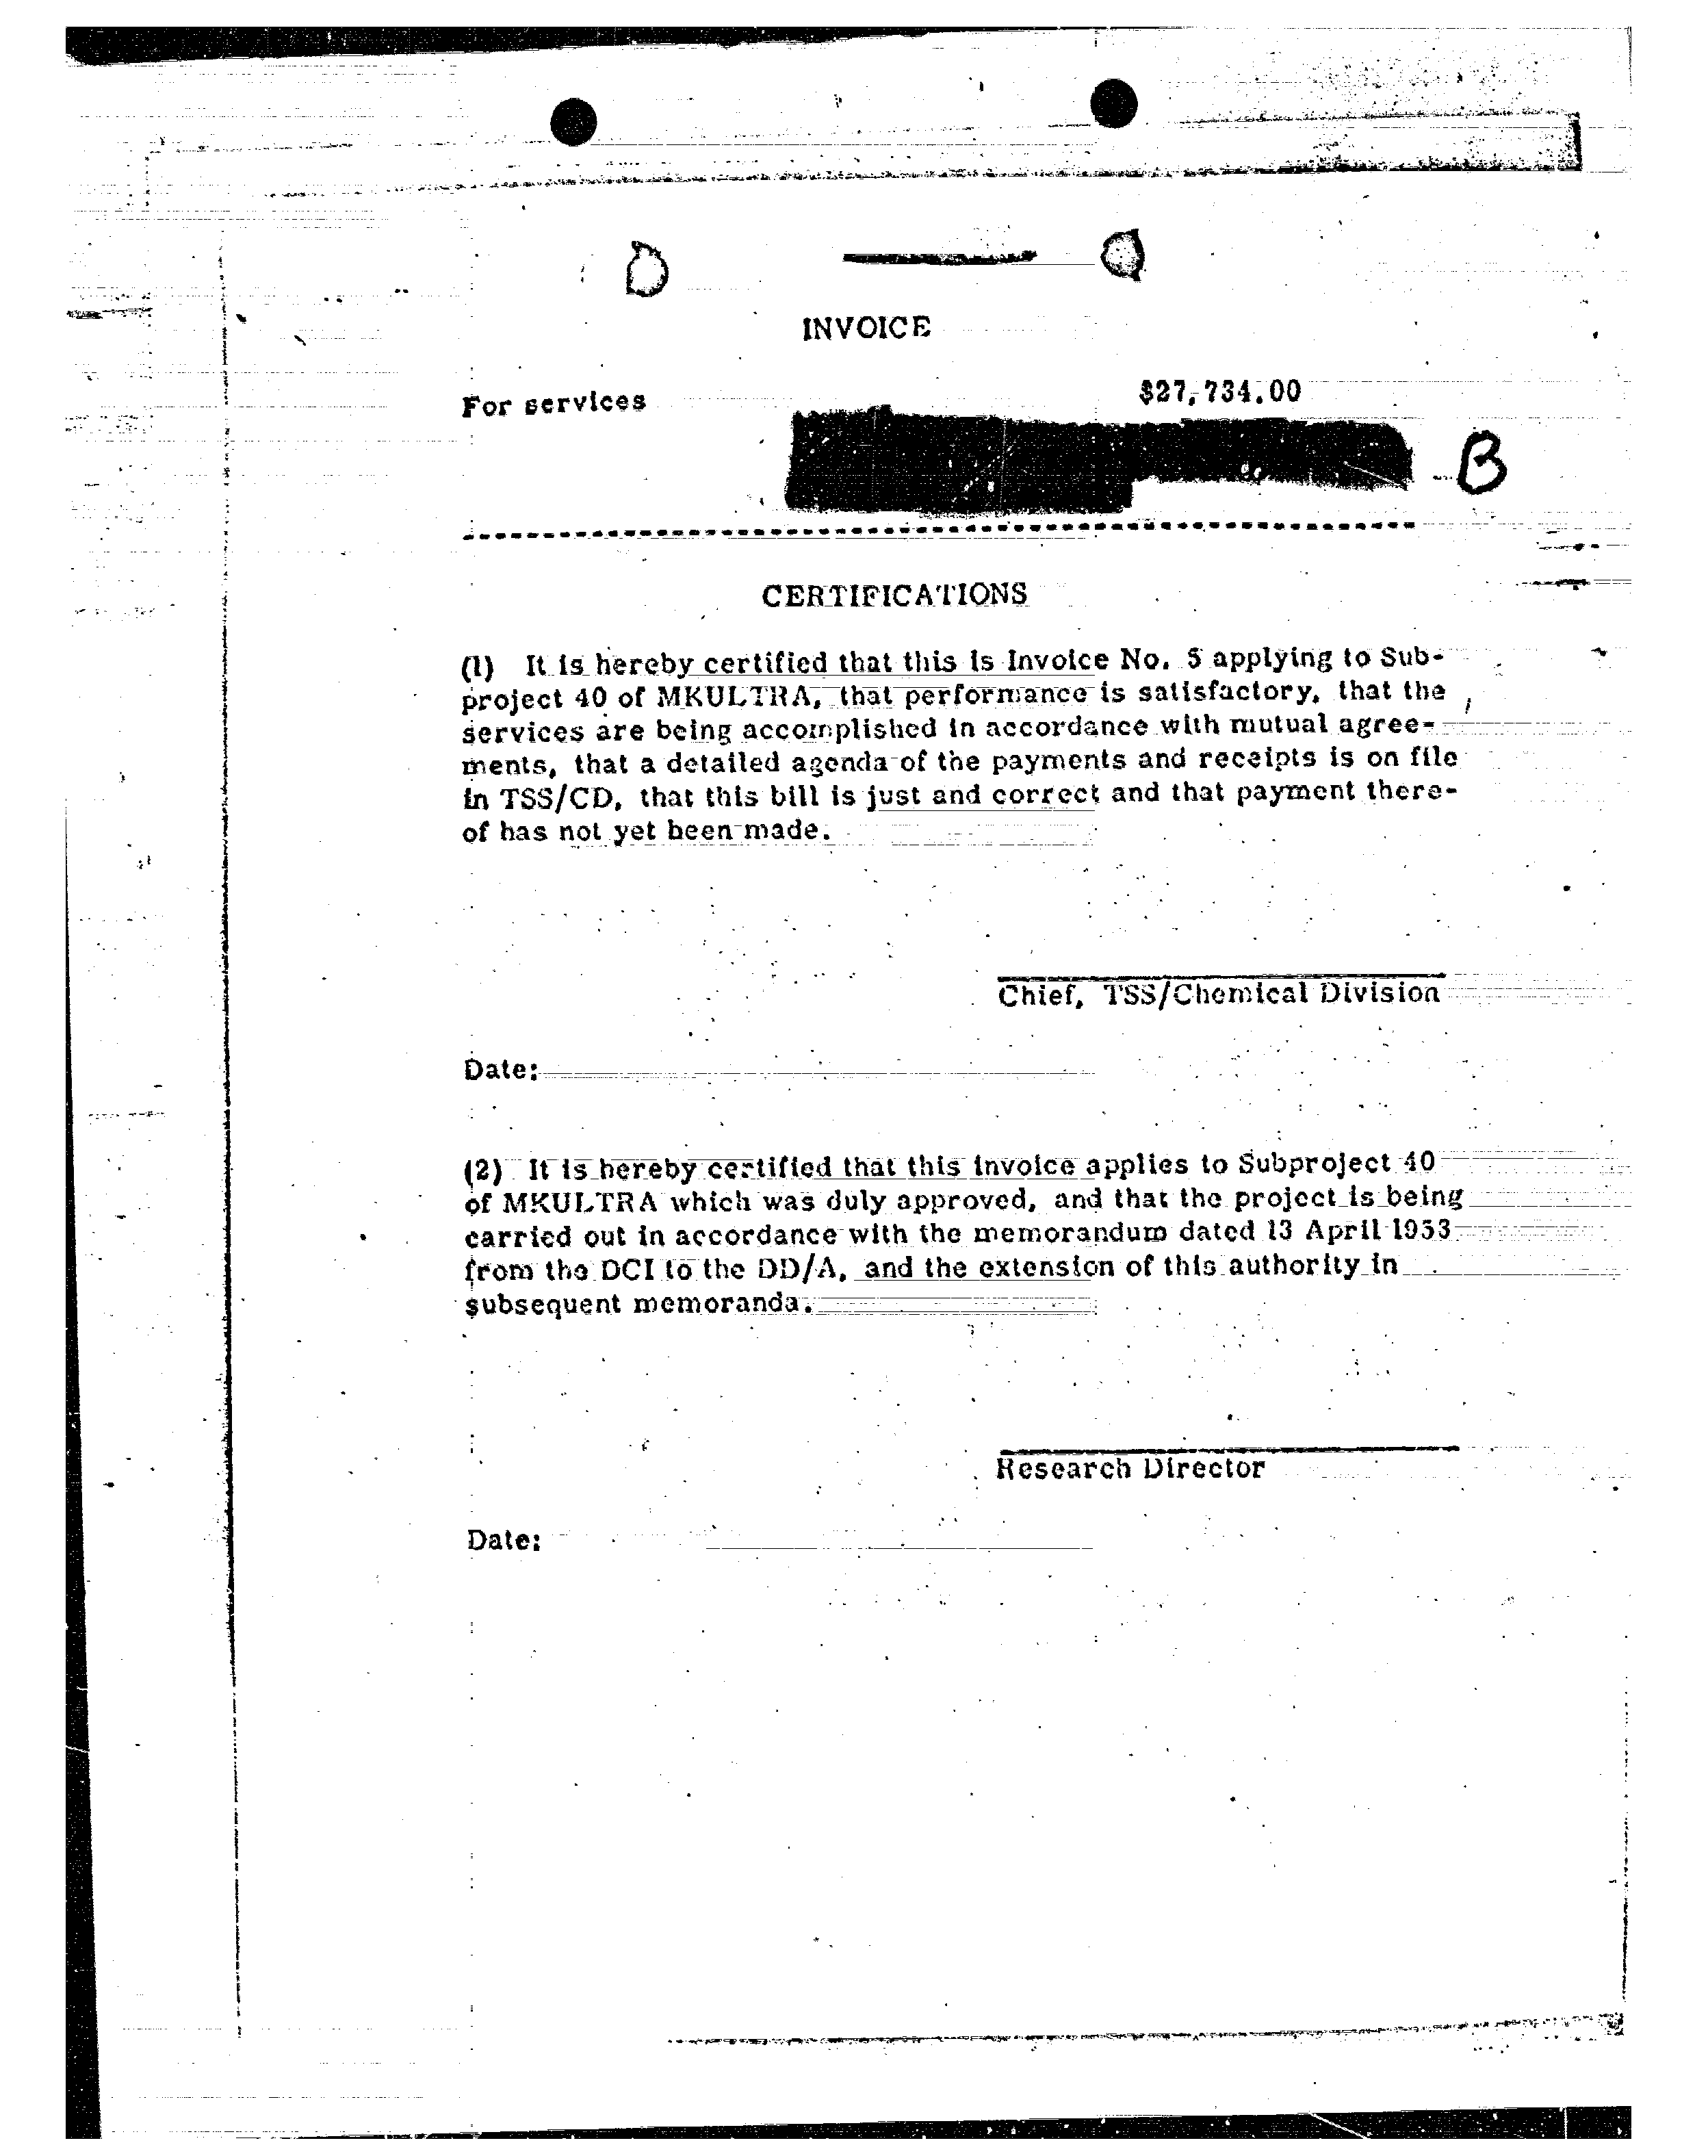 INVOICE
For services $27,734.00
B
CERTIFICATIONS
(1) It is hereby certified that this is Invoice No. 5 applying to Sub-
project 40 of MKULTRA, that performance is satisfactory, that the
services are being accomplished in accordance with mutual agree-
ments, that a detailed agenda of the payments and receipts is on file
in TSS/CD, that this bill is just and correct and that payment there-
of has not yet been made.
Chief, TSS/Chemical Division
Date:
(2) It is hereby certified that this invoice applies to Subproject 40
of MKULTRA which was duly approved, and that the project is being
carried out in accordance with the memorandum dated 13 April 1953
from the DCI to the DD/A, and the extension of this authority in
subsequent memoranda.
Research Director
Date: